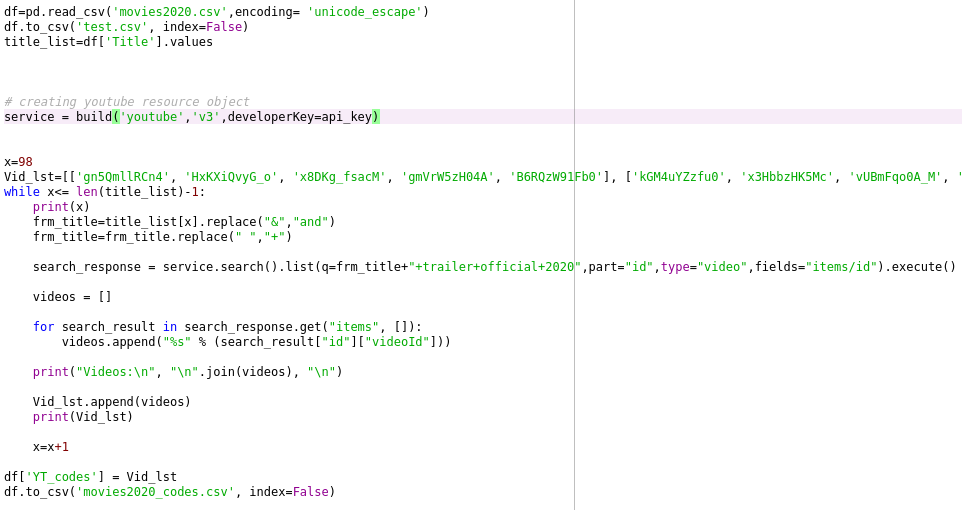 df=pd.read_csv('movies2020.csv',encoding= 'unicode_escape')
df.to_csv('test.csv', index=False)
title_list=df['Title'].values
# creating youtube resource object
service = build('youtube','v3',developerKey=api_key)
x=98
Vid_lst=[['gn5QmllRCn4', 'HxKXiQvyG_o', 'x8DKg_fsacM', 'gmVrW5zH04A', 'B6RQzW91Fb0'], ['kGM4uYZzfu0', 'x3HbbzHK5Mc', 'vUBmFqo0A_M', '
while x<= len(title_list)-1:
    print(x)
    frm_title=title_list[x].replace("&","and")
    frm_title=frm_title.replace(" ","+")
    search_response = service.search().list(q=frm_title+"+trailer+official+2020",part="id",type="video",fields="items/id").execute()
    videos = []
    for search_result in search_response.get("items", []):
        videos.append("%s" % (search_result["id"]["videoId"]))
    print("Videos:\n", "\n".join(videos), "\n")
    Vid_lst.append(videos)
    print(Vid_lst)
    x=x+1
df['YT_codes'] = Vid_lst
df.to_csv('movies2020_codes.csv', index=False)